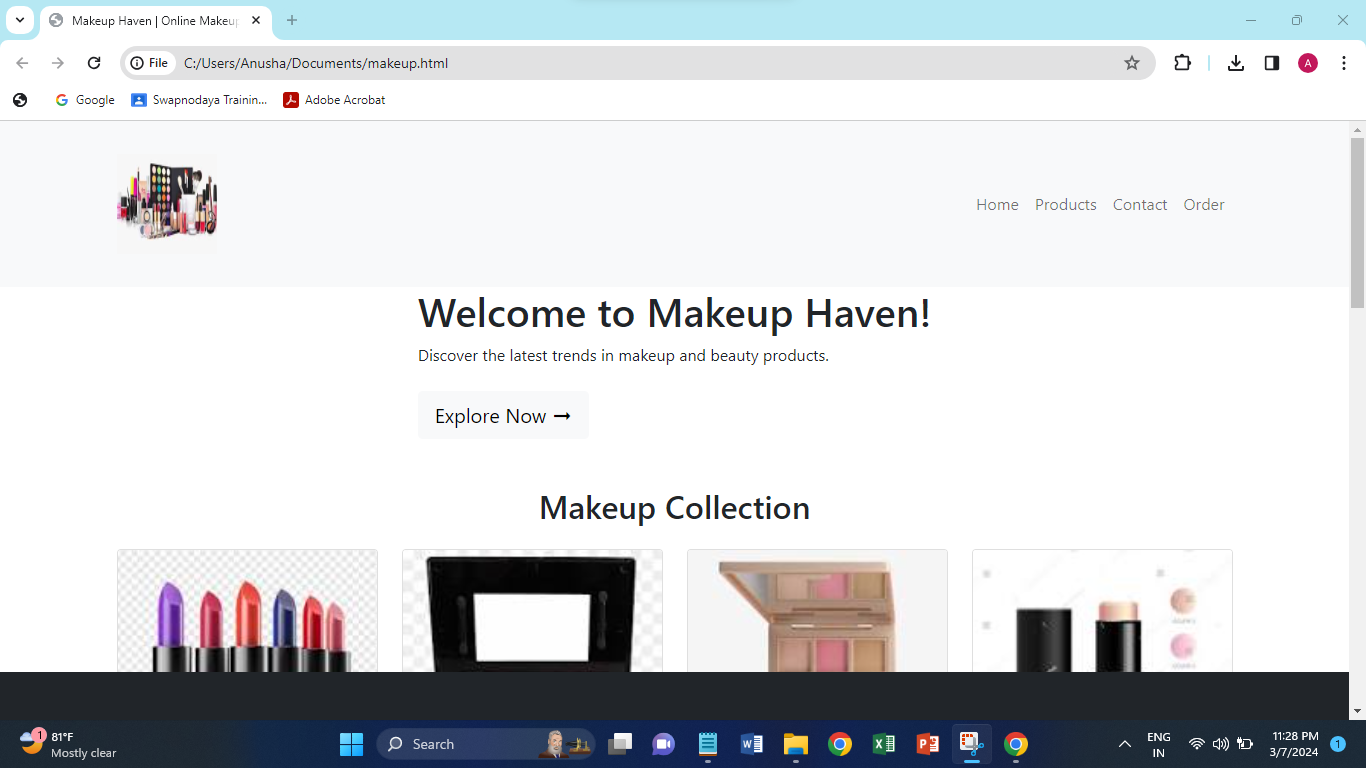 Makeup Haven | Online Makeup
File C:/Users/Anusha/Documents/makeup.html A
Google Swapnodaya Trainin... Adobe Acrobat
Home Products Contact Order
Welcome to Makeup Haven!
Discover the latest trends in makeup and beauty products.
Explore Now →
Makeup Collection
1 81°F
Mostly clear
Search
ENG
IN
11:28 PM
3/7/2024
1